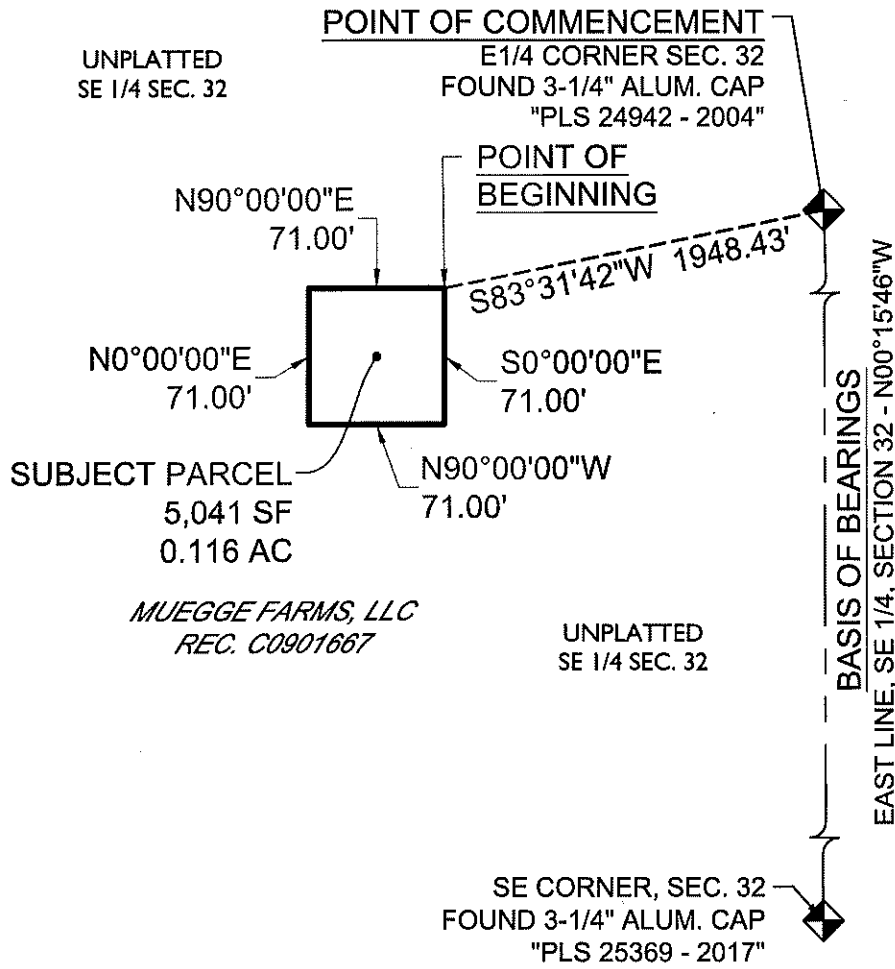 POINT OF COMMENCEMENT
E1/4 CORNER SEC. 32
FOUND 3-1/4" ALUM. CAP
"PLS 24942 - 2004"
UNPLATTED
SE 1/4 SEC. 32
POINT OF
BEGINNING
N90°00'00"E
71.00'
S83°31'42"W 1948.43'
N0°00'00"E
71.00'
S0°00'00"E
71.00'
N90°00'00"W
71.00'
SUBJECT PARCEL
5,041 SF
0.116 AC
MUEGGE FARMS, LLC
REC. C0901667
UNPLATTED
SE 1/4 SEC. 32
BASIS OF BEARINGS
EAST LINE, SE 1/4, SECTION 32 - N00°15'46"W
SE CORNER, SEC. 32
FOUND 3-1/4" ALUM. CAP
"PLS 25369 - 2017"